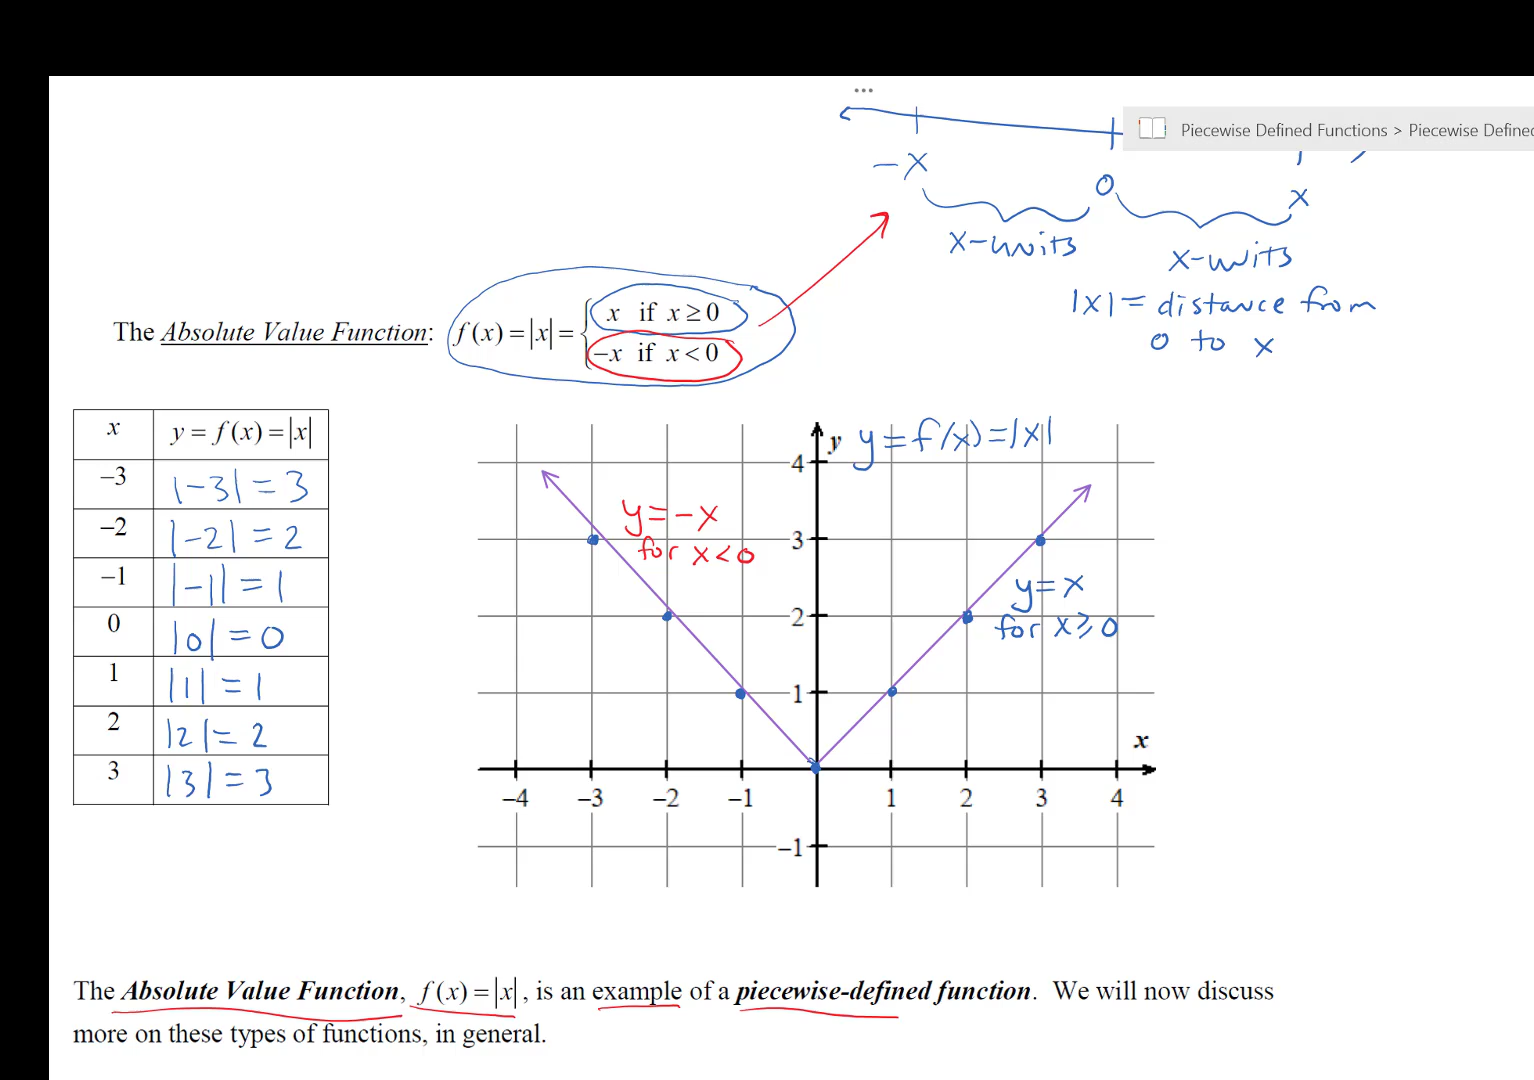 ...
Piecewise Defined Functions > Piecewise Define
−x 0 x
x-units x-units
|x| = distance from
0 to x
The Absolute Value Function: f(x) = |x| = { x if x ≥ 0
−x if x < 0
x y = f(x) = |x|
−3 |−3| = 3
−2 |−2| = 2
−1 |−1| = 1
0 |0| = 0
1 |1| = 1
2 |2| = 2
3 |3| = 3
y y = f(x) = |x|
4
y = −x
for x < 0
3
y = x
for x ≥ 0
2
1
x
−4 −3 −2 −1 1 2 3 4
−1
The Absolute Value Function, f(x) = |x|, is an example of a piecewise-defined function. We will now discuss
more on these types of functions, in general.